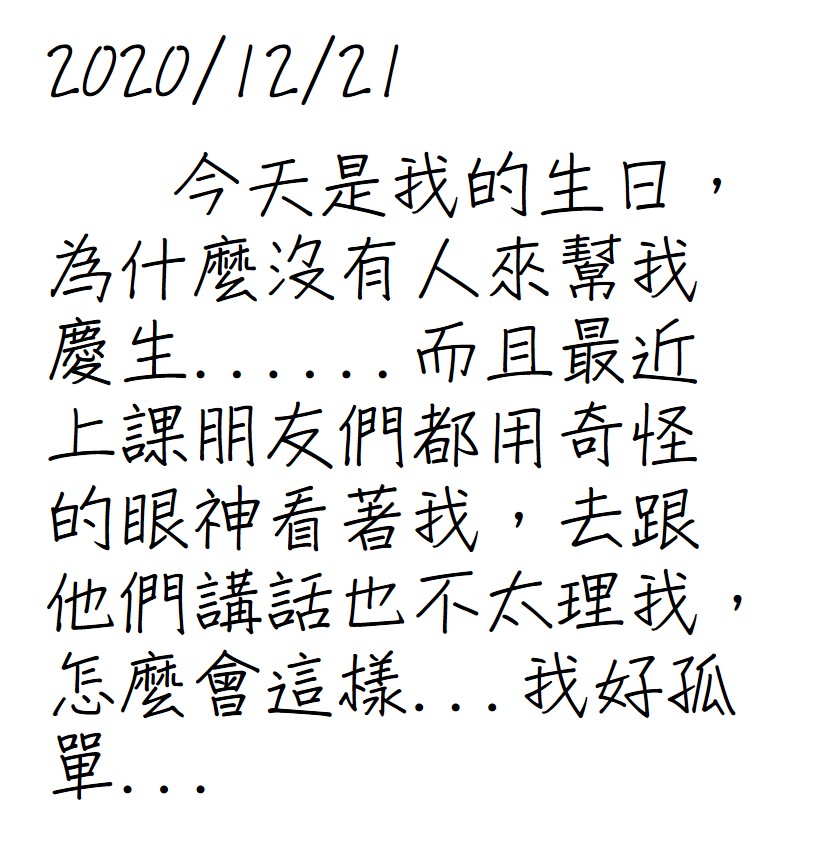 2020/12/21
今天是我的生日，
為什麼沒有人來幫我
慶生......而且最近
上課朋友們都用奇怪
的眼神看著我，去跟
他們講話也不太理我，
怎麼會這樣...我好孤
單...